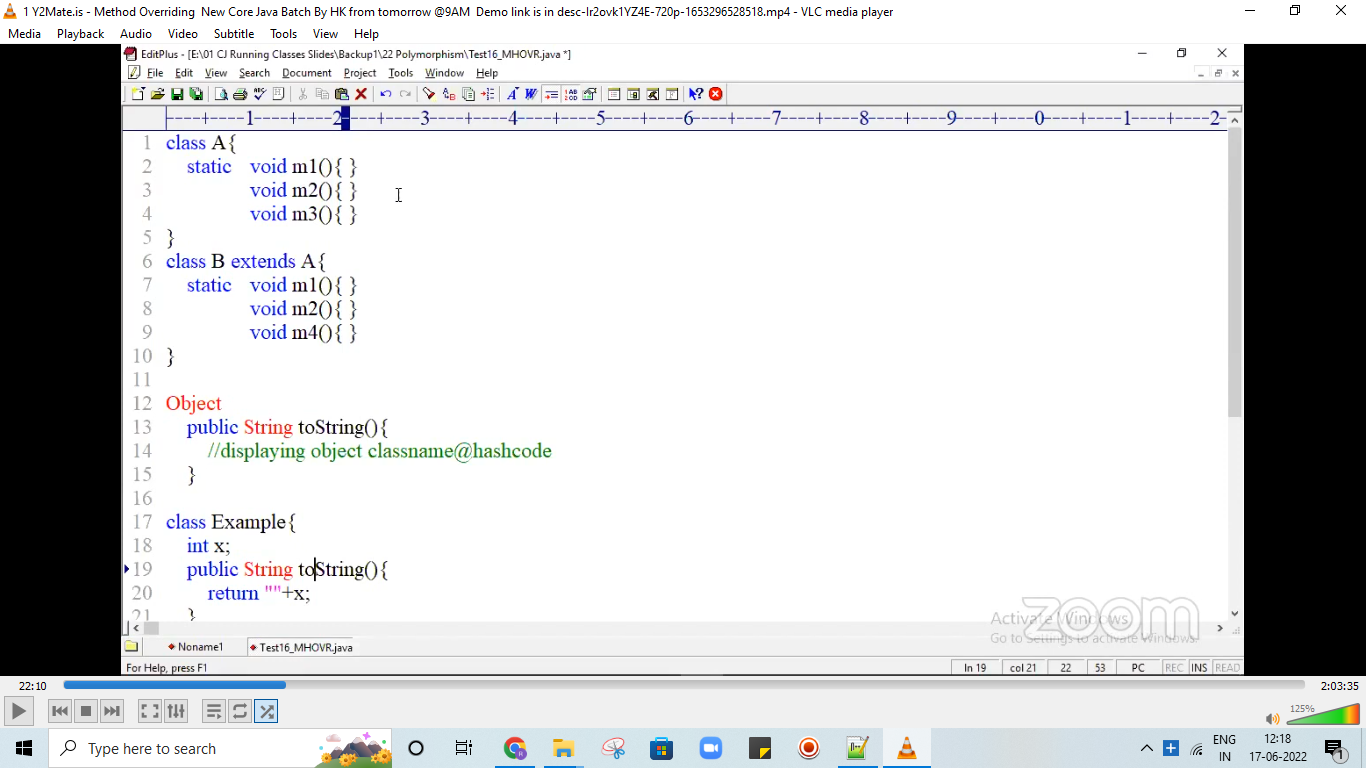 1 Y2Mate.is - Method Overriding New Core Java Batch By HK from tomorrow @9AM Demo link is in desc-lr2ovk1YZ4E-720p-1653296528518.mp4 - VLC media player
Media Playback Audio Video Subtitle Tools View Help
EditPlus - [E:\01 CJ Running Classes Slides\Backup1\22 Polymorphism\Test16_MHOVR.java *]
File Edit View Search Document Project Tools Window Help
----+----1----+----2----+----3----+----4----+----5----+----6----+----7----+----8----+----9----+----0----+----1----+----2-
1 class A{
2 static void m1(){ }
3 void m2(){ }
4 void m3(){ }
5 }
6 class B extends A{
7 static void m1(){ }
8 void m2(){ }
9 void m4(){ }
10 }
11
12 Object
13 public String toString(){
14 //displaying object classname@hashcode
15 }
16
17 class Example{
18 int x;
19 public String toString(){
20 return ""+x;
21 }
zoom
Activate Windows
Go to Settings to activate Windows.
Noname1 Test16_MHOVR.java
For Help, press F1 ln 19 col 21 22 53 PC REC INS READ
22:10 2:03:35
125%
Type here to search
ENG
IN
12:18
17-06-2022
1